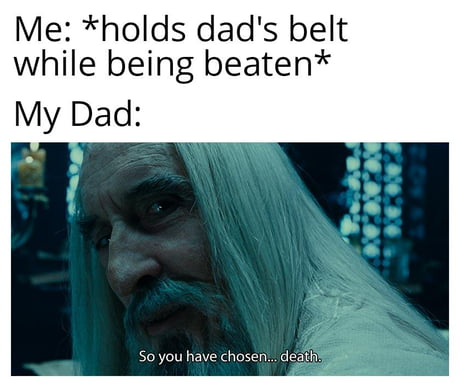 Me: *holds dad's belt
while being beaten*
My Dad:
So you have chosen... death.